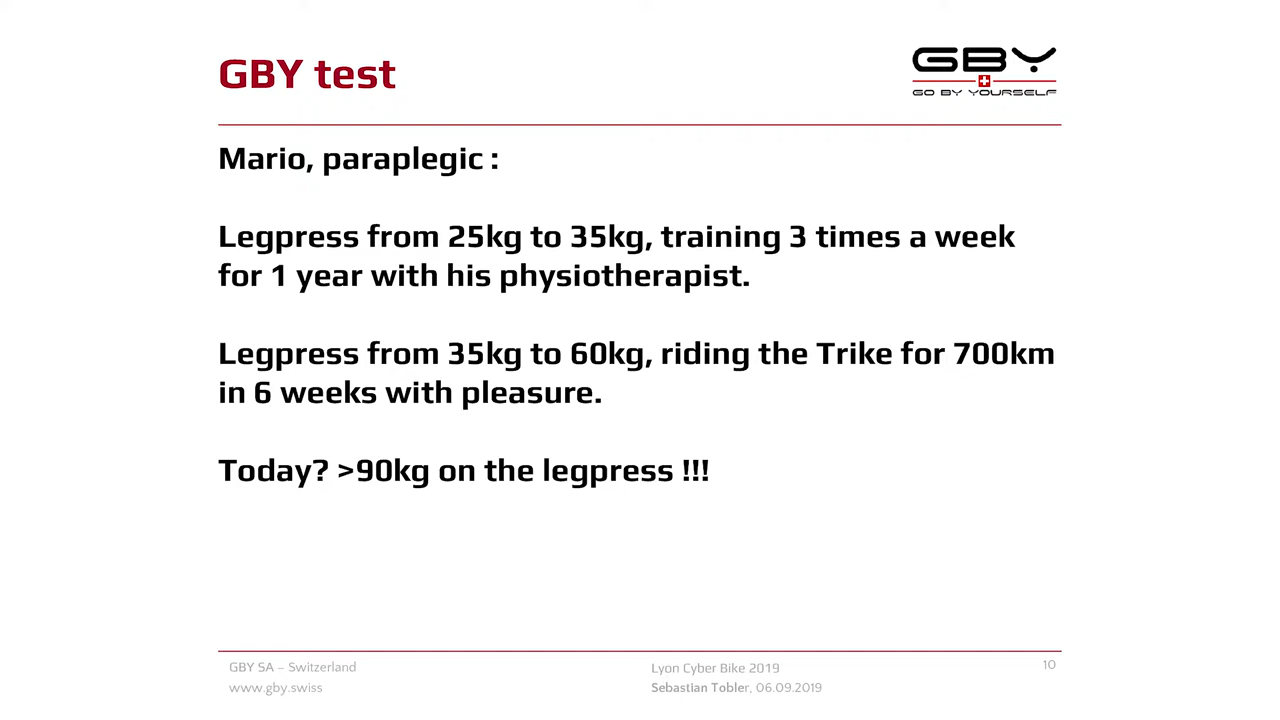 GBY test
GBY
GO BY YOURSELF
Mario, paraplegic :
Legpress from 25kg to 35kg, training 3 times a week
for 1 year with his physiotherapist.
Legpress from 35kg to 60kg, riding the Trike for 700km
in 6 weeks with pleasure.
Today? >90kg on the legpress !!!
GBY SA – Switzerland
www.gby.swiss
Lyon Cyber Bike 2019
Sebastian Tobler, 06.09.2019
10